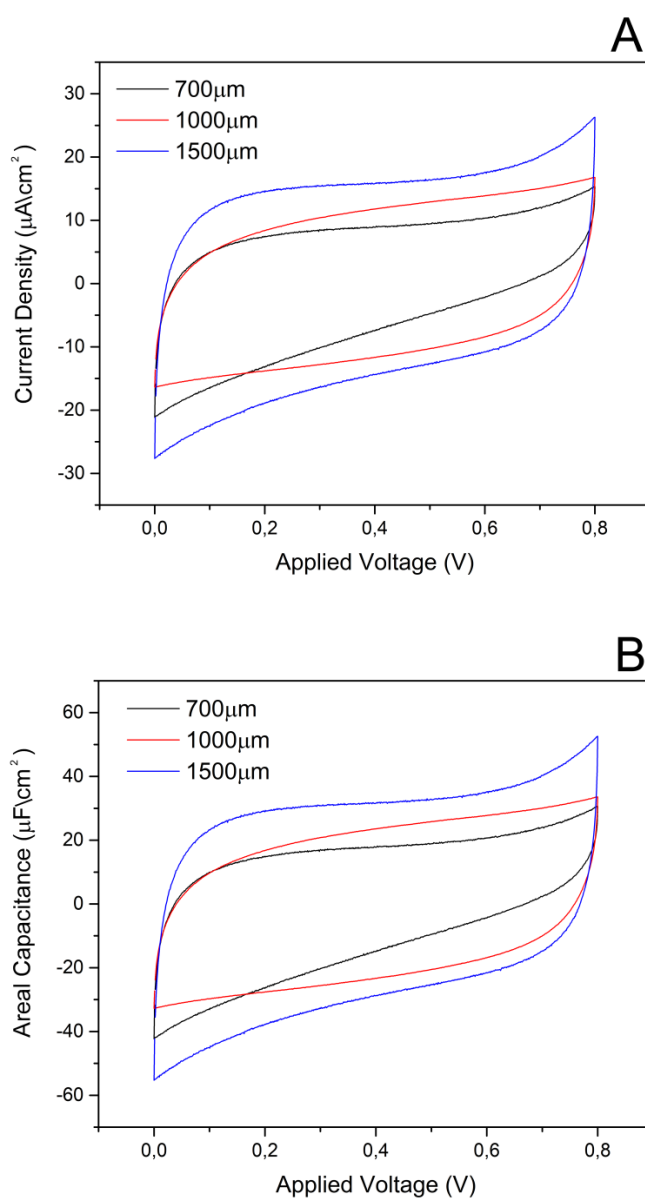 A
700μm
1000μm
1500μm
30
20
10
0
-10
-20
-30
Current Density (μA\cm²)
0,0 0,2 0,4 0,6 0,8
Applied Voltage (V)
B
700μm
1000μm
1500μm
60
40
20
0
-20
-40
-60
Areal Capacitance (μF\cm²)
0,0 0,2 0,4 0,6 0,8
Applied Voltage (V)